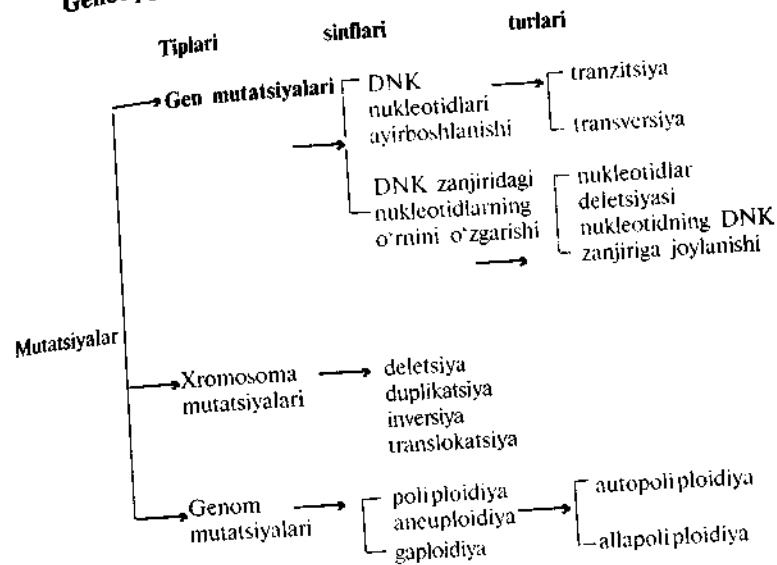 Tiplari sinflari turlari
Gen mutatsiyalari DNK tranzitsiya
nukleotidlari
ayirboshlanishi transversiya
DNK zanjiridagi nukleotidlar
nukleotidlarning deletsiyasi
o'rnini o'zgarishi nukleotidning DNK
zanjiriga joylanishi
Mutatsiyalar
Xromosoma deletsiya
mutatsiyalari duplikatsiya
inversiya
translokatsiya
Genom poliploidiya autopoliploidiya
mutatsiyalari aneuploidiya
gaploidiya allapoliploidiya